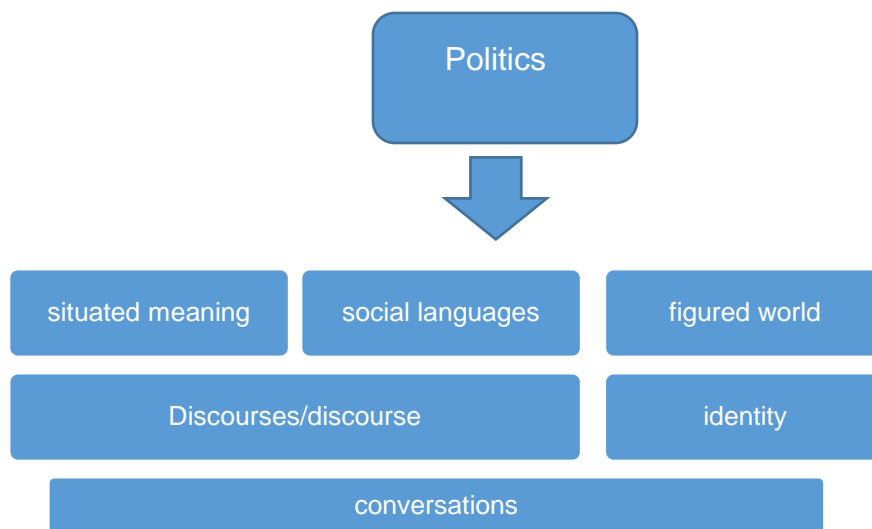 Politics
situated meaning
social languages
figured world
Discourses/discourse
identity
conversations